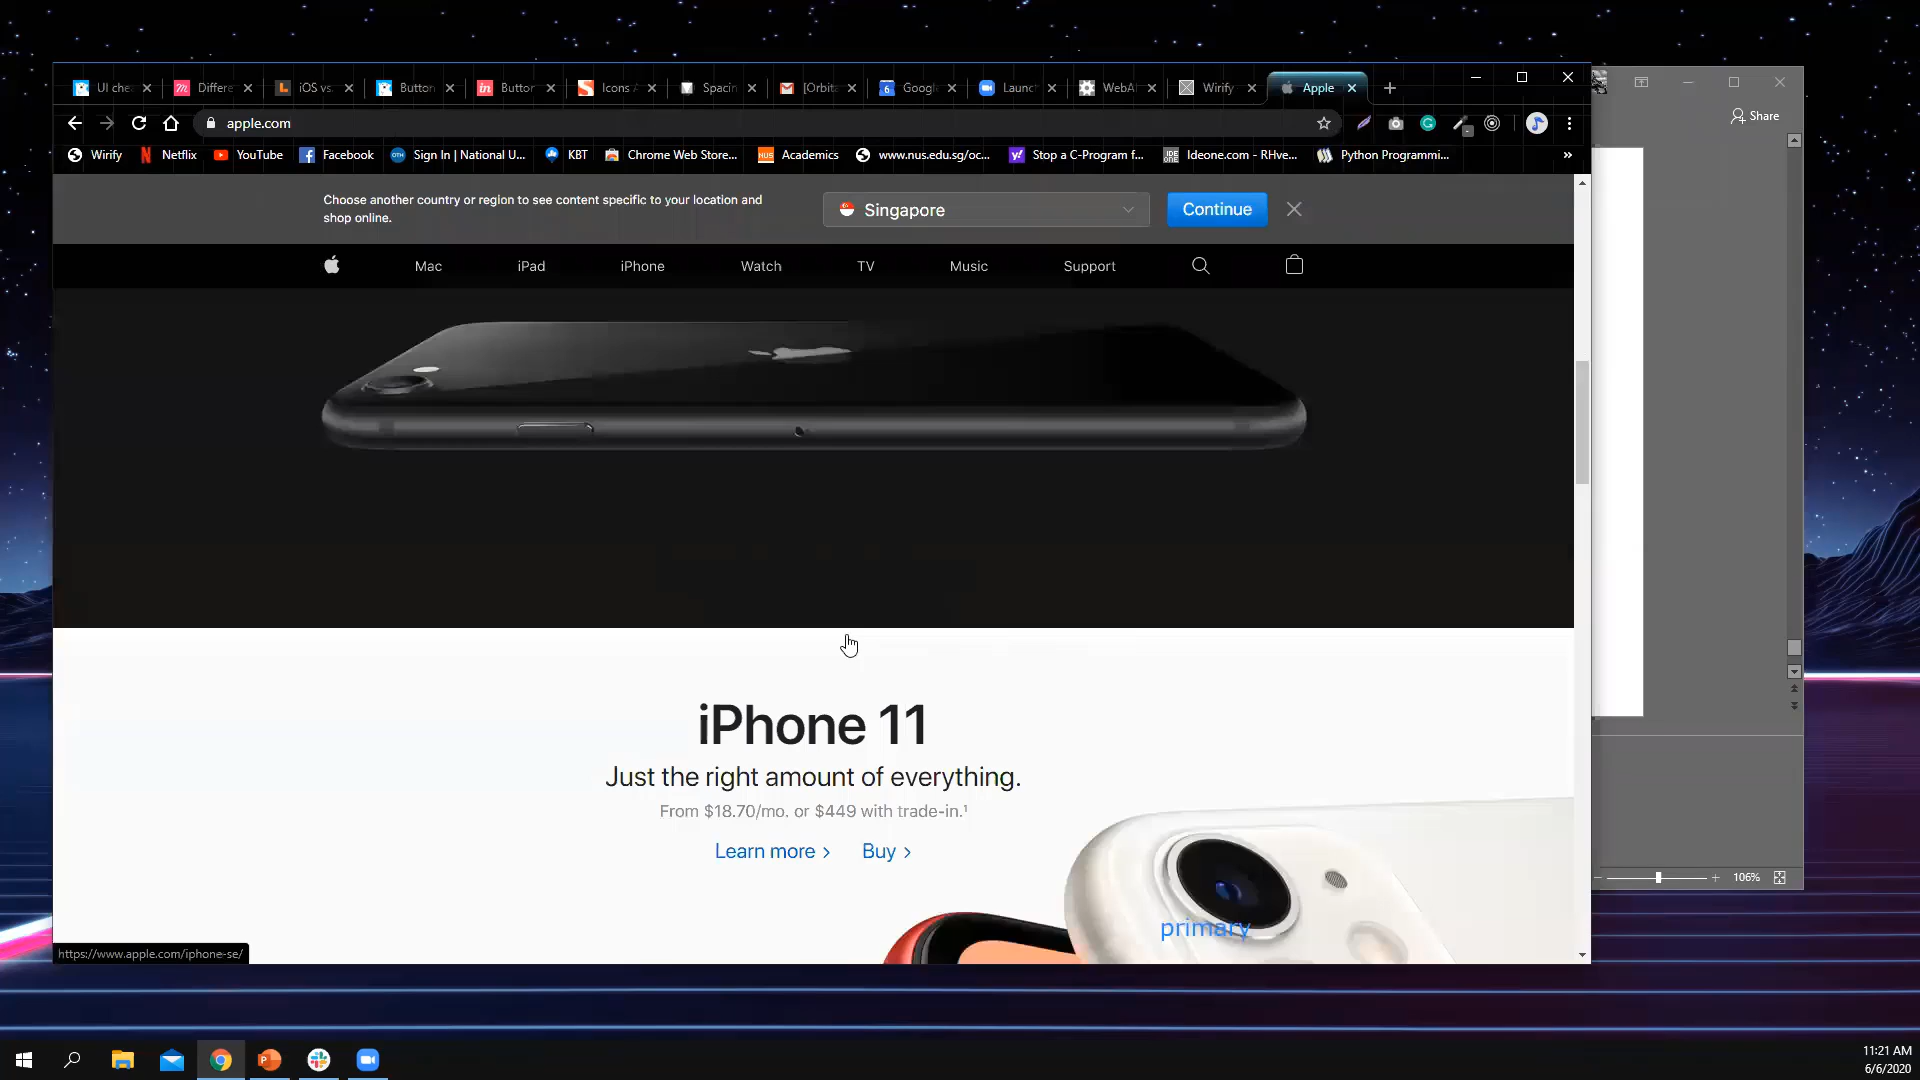 UI che
Differe
iOS vs.
Button
Button
Icons A
Spacin
[Orbita
Google
Launc
WebAI
Wirify
Apple
apple.com
Share
Wirify
Netflix
YouTube
Facebook
Sign In | National U...
KBT
Chrome Web Store...
Academics
www.nus.edu.sg/oc...
Stop a C-Program f...
Ideone.com - RHve...
Python Programmi...
Choose another country or region to see content specific to your location and
shop online.
Singapore
Continue
Mac
iPad
iPhone
Watch
TV
Music
Support
iPhone 11
Just the right amount of everything.
From $18.70/mo. or $449 with trade-in.¹
Learn more >
Buy >
primary
106%
https://www.apple.com/iphone-se/
11:21 AM
6/6/2020